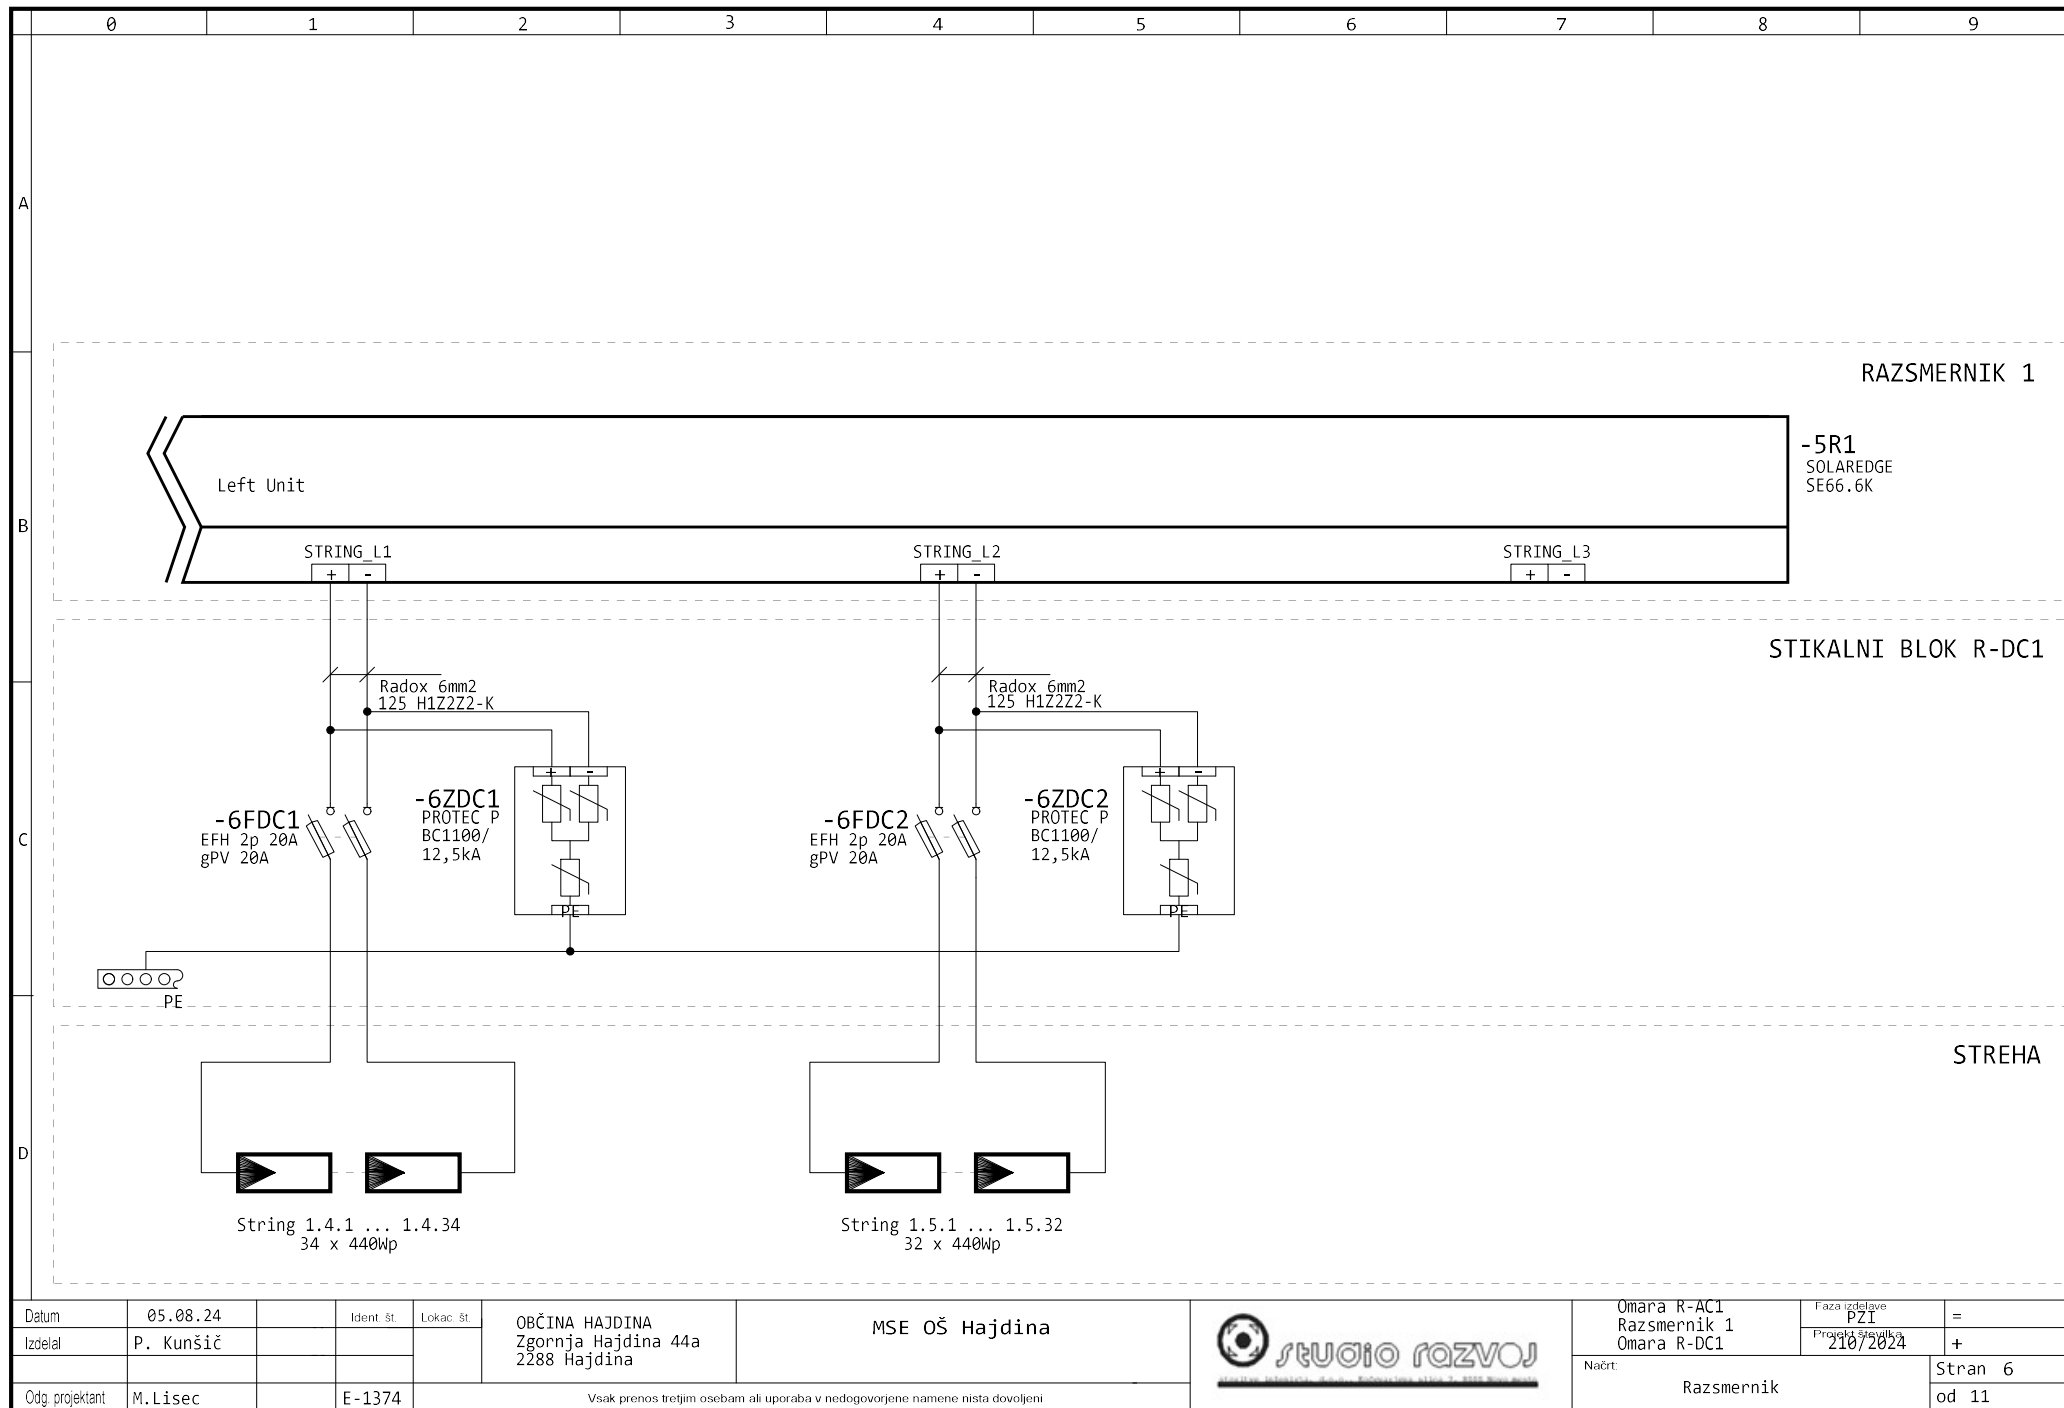 0 1 2 3 4 5 6 7 8 9
A
RAZSMERNIK 1
-5R1
SOLAREDGE
SE66.6K
Left Unit
B
STRING_L1 STRING_L2 STRING_L3
+ - + - + -
STIKALNI BLOK R-DC1
Radox 6mm2
125 H1Z2Z2-K
Radox 6mm2
125 H1Z2Z2-K
C
-6FDC1
EFH 2p 20A
gPV 20A
-6ZDC1
PROTEC P
BC1100/
12,5kA
+ -
PE
-6FDC2
EFH 2p 20A
gPV 20A
-6ZDC2
PROTEC P
BC1100/
12,5kA
+ -
PE
PE
STREHA
D
String 1.4.1 ... 1.4.34
34 x 440Wp
String 1.5.1 ... 1.5.32
32 x 440Wp
Datum 05.08.24 Ident. št. Lokac. št.
Izdelal P. Kunšič
Odg. projektant M.Lisec E-1374
OBČINA HAJDINA
Zgornja Hajdina 44a
2288 Hajdina
MSE OŠ Hajdina
Vsak prenos tretjim osebam ali uporaba v nedogovorjene namene nista dovoljeni
studio razvoj
Omara R-AC1
Razsmernik 1
Omara R-DC1
Faza izdelave
PZI
Projekt številka
210/2024
=
+
Načrt:
Razsmernik
Stran 6
od 11